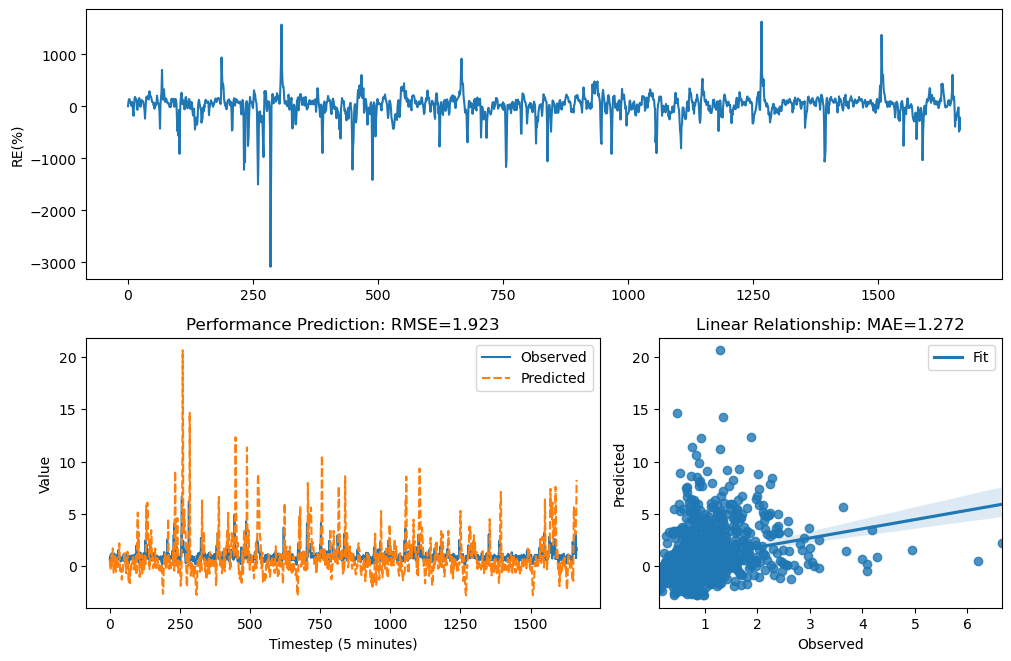 RE(%)
1000
0
−1000
−2000
−3000
0 250 500 750 1000 1250 1500
Performance Prediction: RMSE=1.923
Value
20
15
10
5
0
Observed
Predicted
0 250 500 750 1000 1250 1500
Timestep (5 minutes)
Linear Relationship: MAE=1.272
Predicted
20
15
10
5
0
Fit
1 2 3 4 5 6
Observed